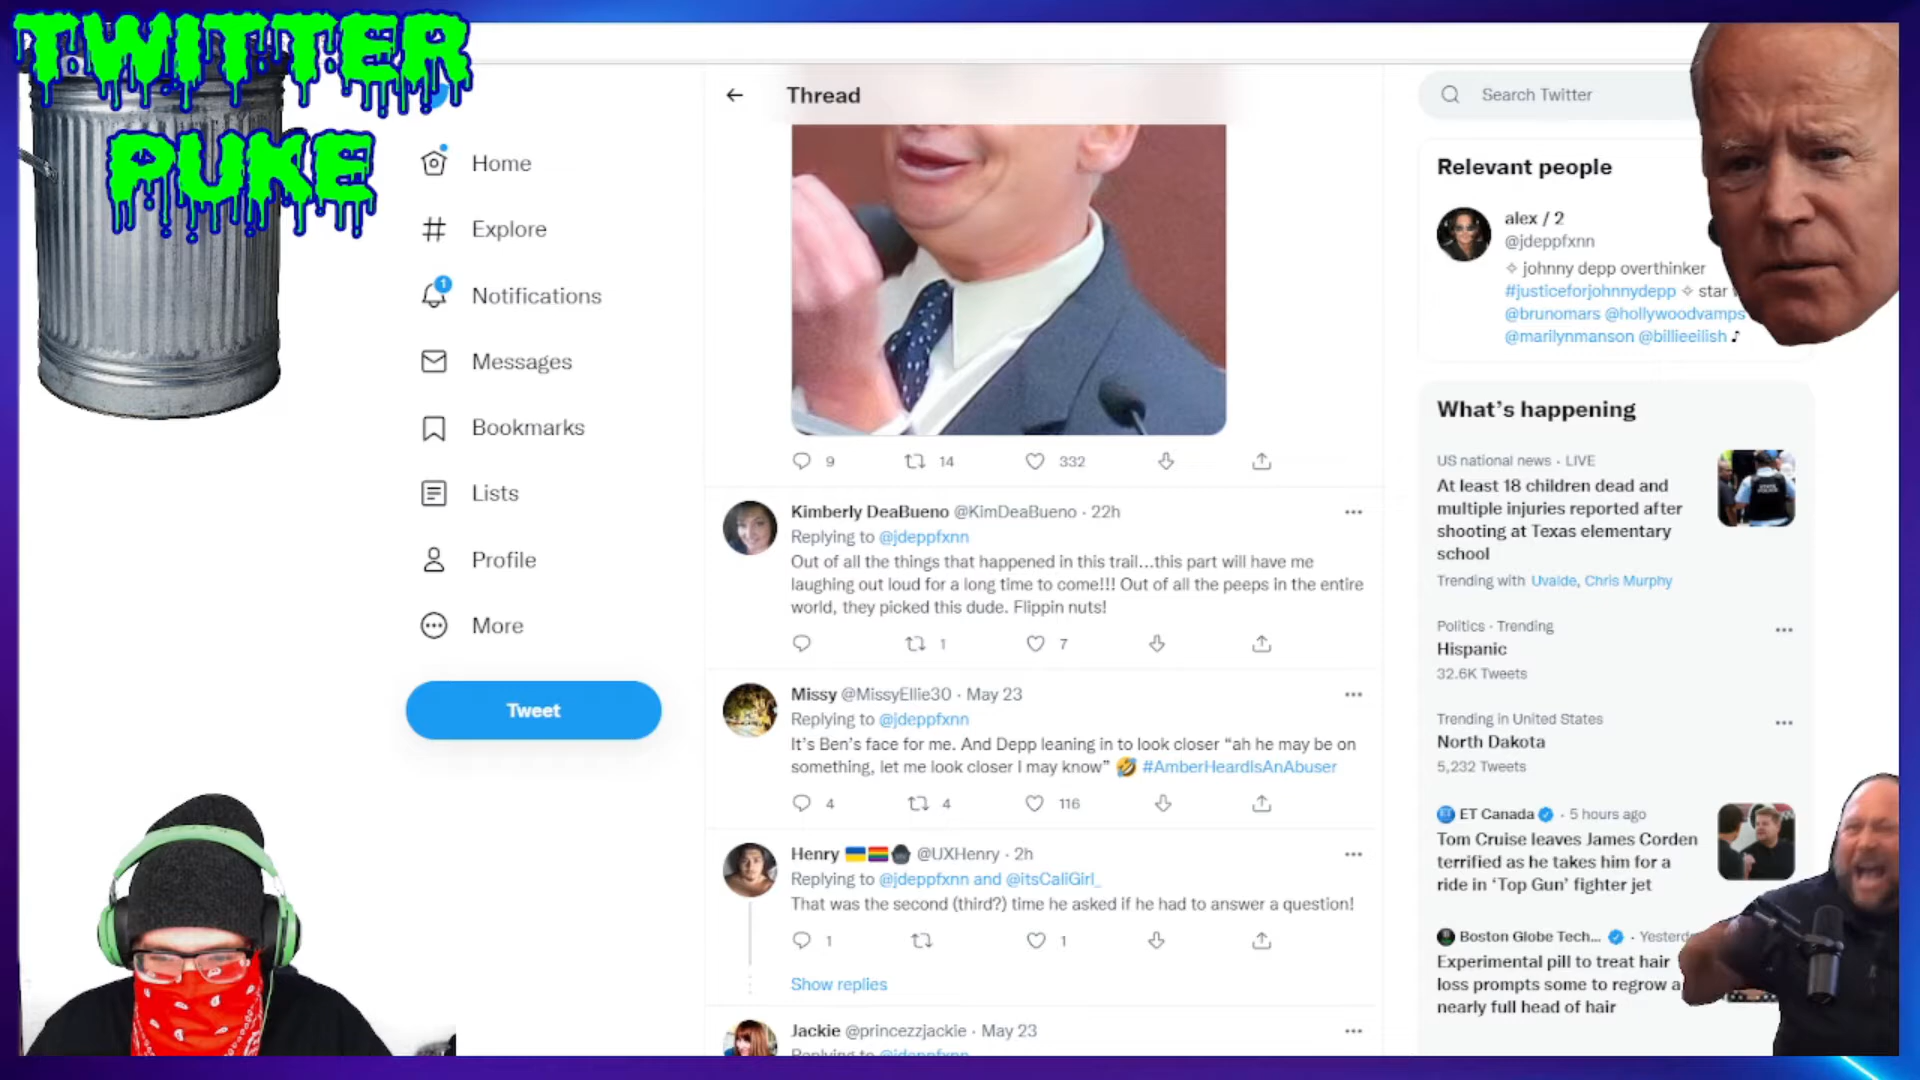 TWITTER
PUKE
Home
Explore
1
Notifications
Messages
Bookmarks
Lists
Profile
More
Tweet
Thread
9 14 332
Kimberly DeaBueno @KimDeaBueno · 22h
Replying to @jdeppfxnn
Out of all the things that happened in this trail...this part will have me
laughing out loud for a long time to come!!! Out of all the peeps in the entire
world, they picked this dude. Flippin nuts!
1 7
Missy @MissyEllie30 · May 23
Replying to @jdeppfxnn
It's Ben's face for me. And Depp leaning in to look closer "ah he may be on
something, let me look closer I may know" 🤣 #AmberHeardIsAnAbuser
4 4 116
Henry 🇺🇦🏳️‍🌈 @UXHenry · 2h
Replying to @jdeppfxnn and @itsCaliGirl_
That was the second (third?) time he asked if he had to answer a question!
1 1
Show replies
Jackie @princezzjackie · May 23
Replying to @jdeppfxnn
Search Twitter
Relevant people
alex / 2
@jdeppfxnn
✧ johnny depp overthinker
#justiceforjohnnydepp ✧ star
@brunomars @hollywoodvamps
@marilynmanson @billieeilish ♪
What's happening
US national news · LIVE
At least 18 children dead and
multiple injuries reported after
shooting at Texas elementary
school
Trending with Uvalde, Chris Murphy
Politics · Trending
Hispanic
32.6K Tweets
Trending in United States
North Dakota
5,232 Tweets
ET Canada · 5 hours ago
Tom Cruise leaves James Corden
terrified as he takes him for a
ride in 'Top Gun' fighter jet
Boston Globe Tech... · Yesterd
Experimental pill to treat hair
loss prompts some to regrow a
nearly full head of hair